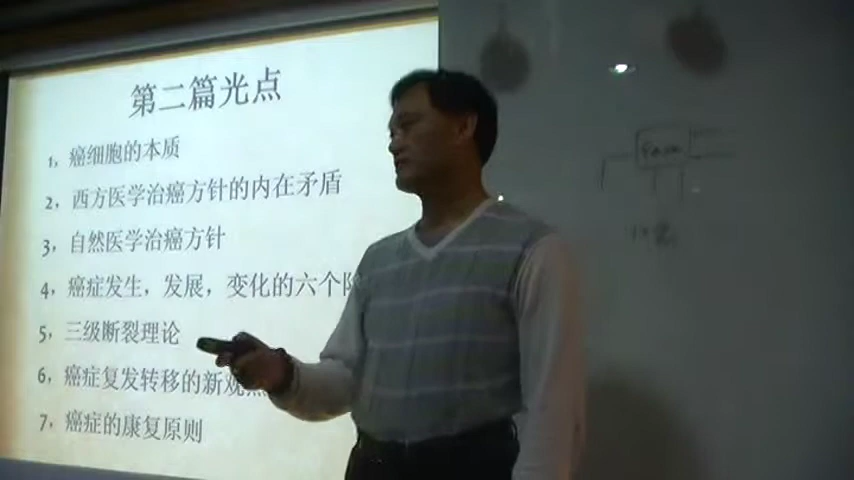 第二篇光点
1，癌细胞的本质
2，西方医学治癌方针的内在矛盾
3，自然医学治癌方针
4，癌症发生，发展，变化的六个阶
5，三级断裂理论
6，癌症复发转移的新观点
7，癌症的康复原则